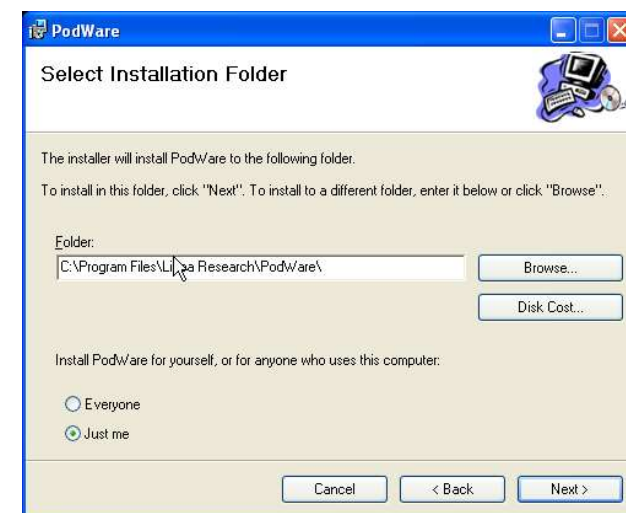 PodWare
Select Installation Folder
The installer will install PodWare to the following folder.
To install in this folder, click "Next". To install to a different folder, enter it below or click "Browse".
Folder:
C:\Program Files\ Research\PodWare\
Browse...
Disk Cost...
Install PodWare for yourself, or for anyone who uses this computer:
Everyone
Just me
Cancel
< Back
Next >